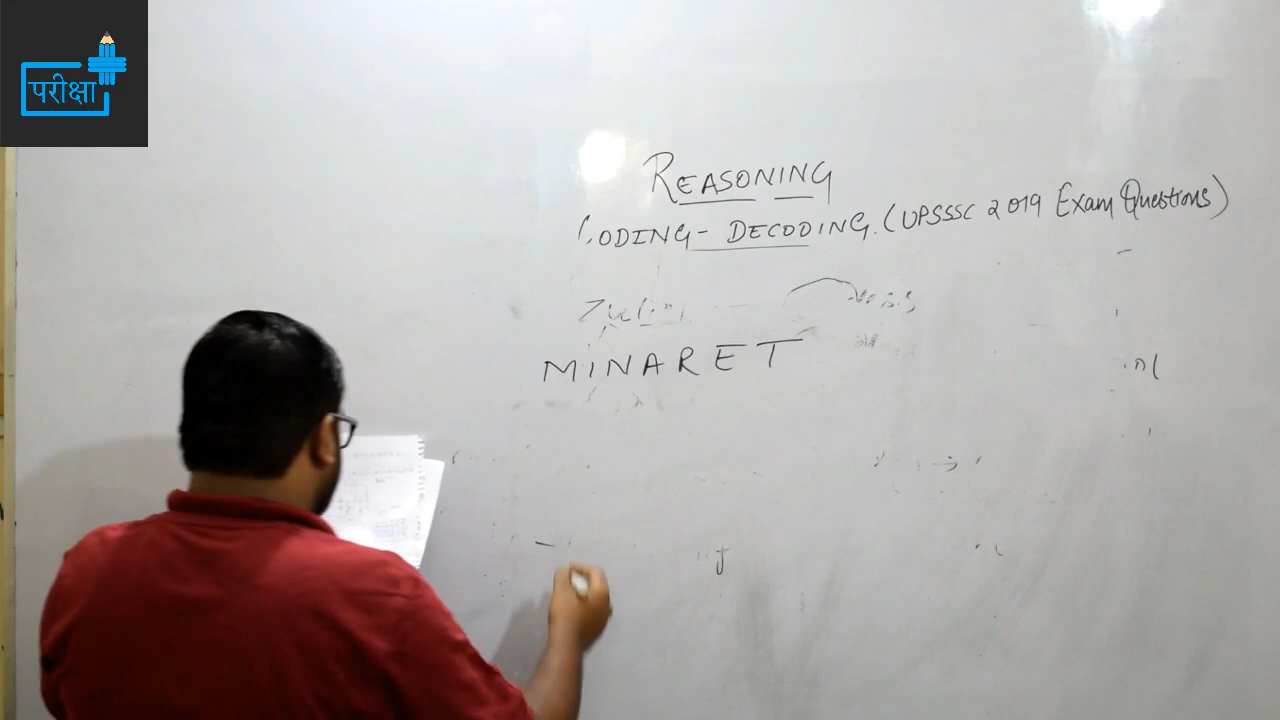 परीक्षा
REASONING
CODING - DECODING. (UPSSSC 2019 Exam Questions)
MINARET